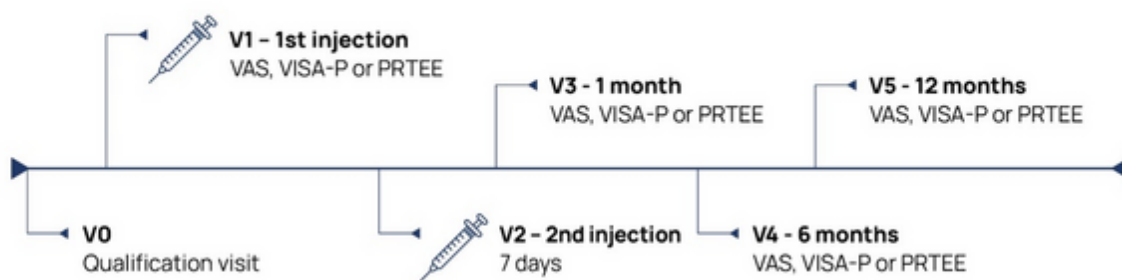 V1 – 1st injection
VAS, VISA-P or PRTEE
V3 - 1 month
VAS, VISA-P or PRTEE
V5 - 12 months
VAS, VISA-P or PRTEE
V0
Qualification visit
V2 – 2nd injection
7 days
V4 - 6 months
VAS, VISA-P or PRTEE